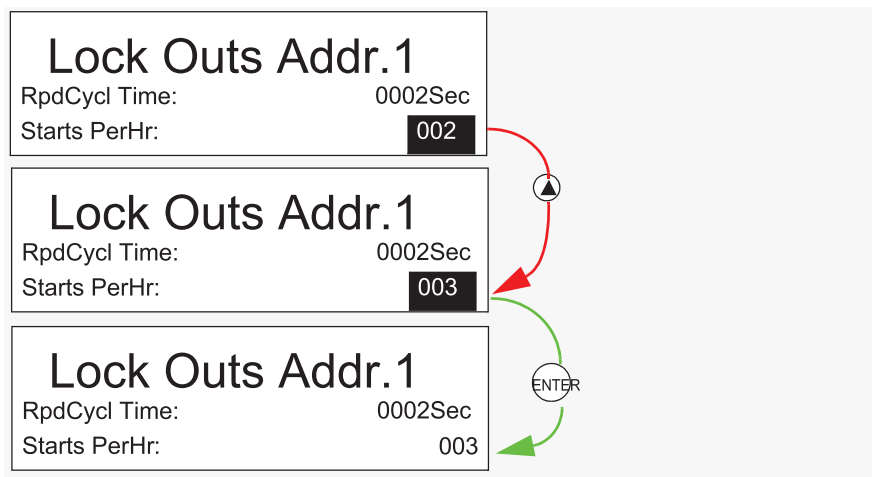 Lock Outs Addr.1
RpdCycl Time: 0002Sec
Starts PerHr: 002
Lock Outs Addr.1
RpdCycl Time: 0002Sec
Starts PerHr: 003
ENTER
Lock Outs Addr.1
RpdCycl Time: 0002Sec
Starts PerHr: 003